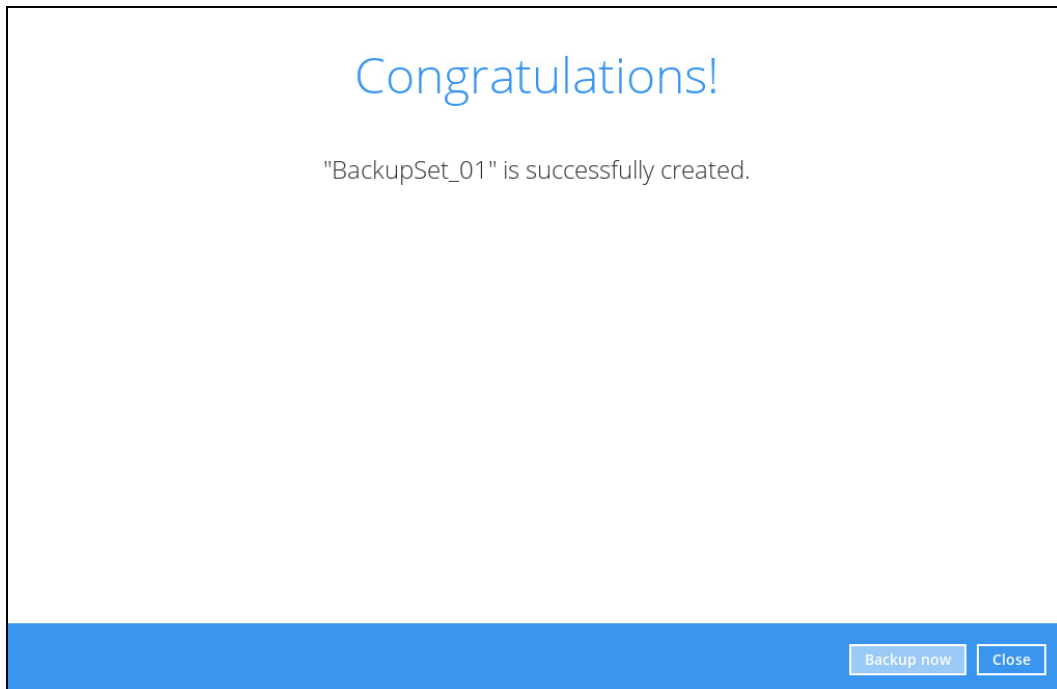 Congratulations!
"BackupSet_01" is successfully created.
Backup now
Close